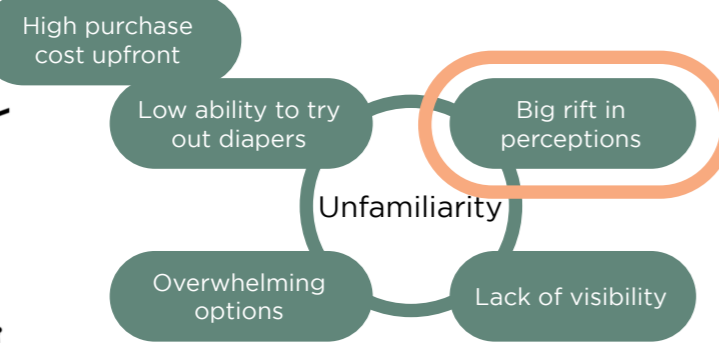 High purchase
cost upfront
Low ability to try
out diapers
Big rift in
perceptions
Unfamiliarity
Overwhelming
options
Lack of visibility